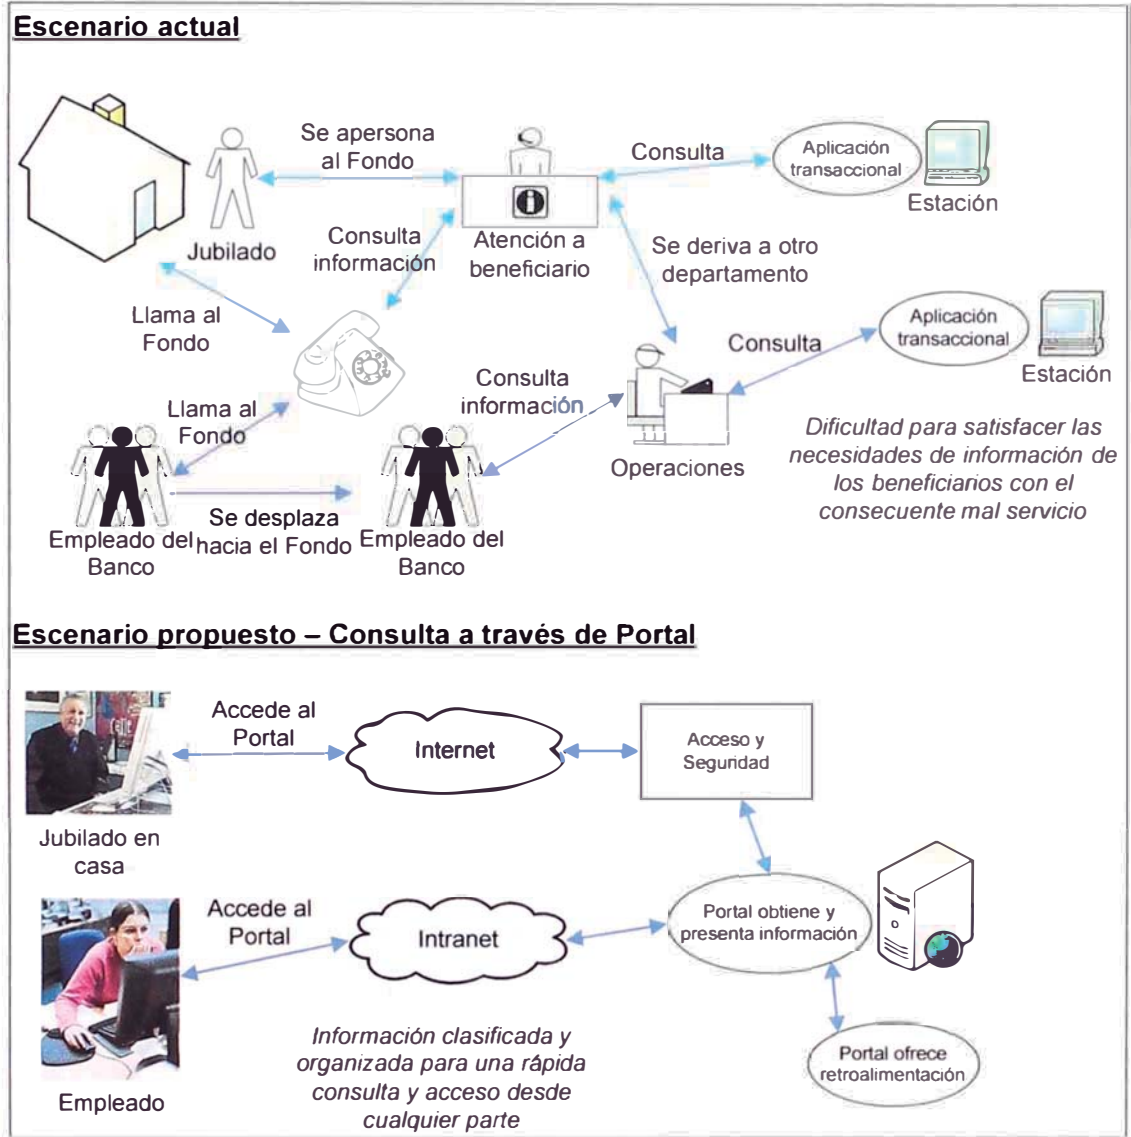 Escenario actual
Se apersona
al Fondo
Consulta
Aplicación
transaccional
Estación
Jubilado
Consulta
información
Atención a
beneficiario
Se deriva a otro
departamento
Llama al
Fondo
Aplicación
transaccional
Consulta
Estación
Consulta
información
Llama al
Fondo
Operaciones
Dificultad para satisfacer las
necesidades de información de
los beneficiarios con el
consecuente mal servicio
Se desplaza
hacia el Fondo
Empleado del
Banco
Empleado del
Banco
Escenario propuesto – Consulta a través de Portal
Accede al
Portal
Internet
Acceso y
Seguridad
Jubilado en
casa
Accede al
Portal
Intranet
Portal obtiene y
presenta información
Información clasificada y
organizada para una rápida
consulta y acceso desde
cualquier parte
Portal ofrece
retroalimentación
Empleado